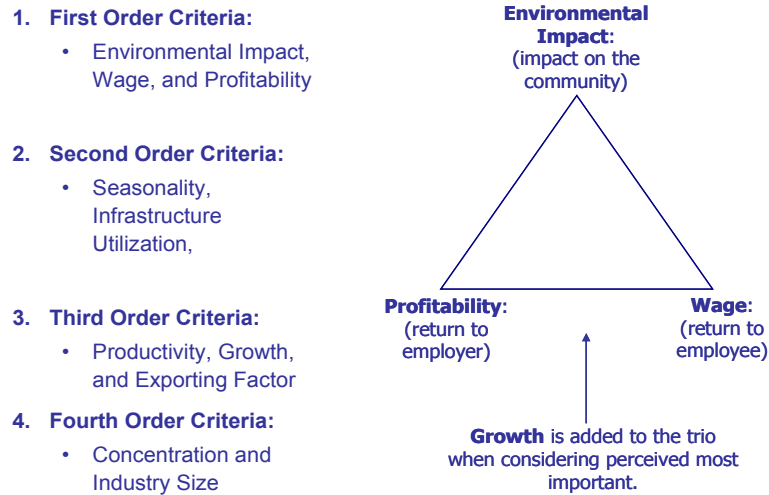 1. First Order Criteria:
• Environmental Impact,
Wage, and Profitability
2. Second Order Criteria:
• Seasonality,
Infrastructure
Utilization,
3. Third Order Criteria:
• Productivity, Growth,
and Exporting Factor
4. Fourth Order Criteria:
• Concentration and
Industry Size
Environmental
Impact:
(impact on the
community)
Profitability:
(return to
employer)
Wage:
(return to
employee)
Growth is added to the trio
when considering perceived most
important.